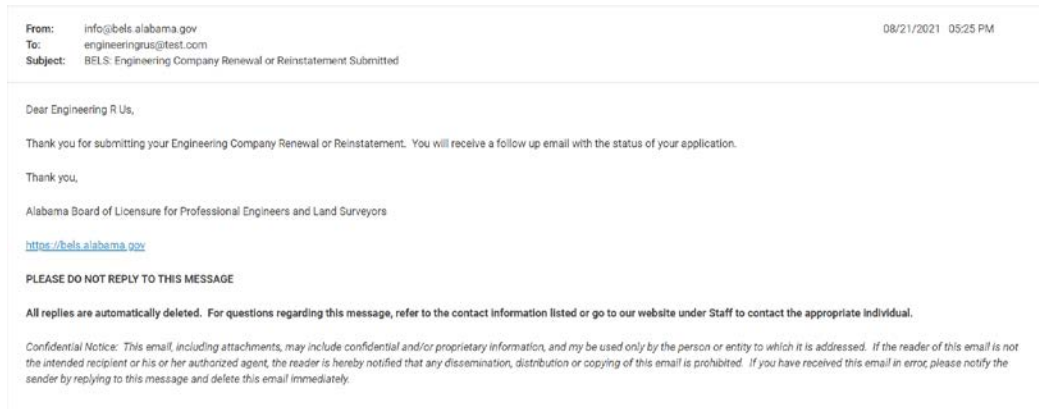 From: info@bels.alabama.gov 08/21/2021 05:25 PM
To: engineeringrus@test.com
Subject: BELS: Engineering Company Renewal or Reinstatement Submitted
Dear Engineering R Us,
Thank you for submitting your Engineering Company Renewal or Reinstatement. You will receive a follow up email with the status of your application.
Thank you,
Alabama Board of Licensure for Professional Engineers and Land Surveyors
https://bels.alabama.gov
PLEASE DO NOT REPLY TO THIS MESSAGE
All replies are automatically deleted. For questions regarding this message, refer to the contact information listed or go to our website under Staff to contact the appropriate individual.
Confidential Notice: This email, including attachments, may include confidential and/or proprietary information, and my be used only by the person or entity to which it is addressed. If the reader of this email is not
the intended recipient or his or her authorized agent, the reader is hereby notified that any dissemination, distribution or copying of this email is prohibited. If you have received this email in error, please notify the
sender by replying to this message and delete this email immediately.